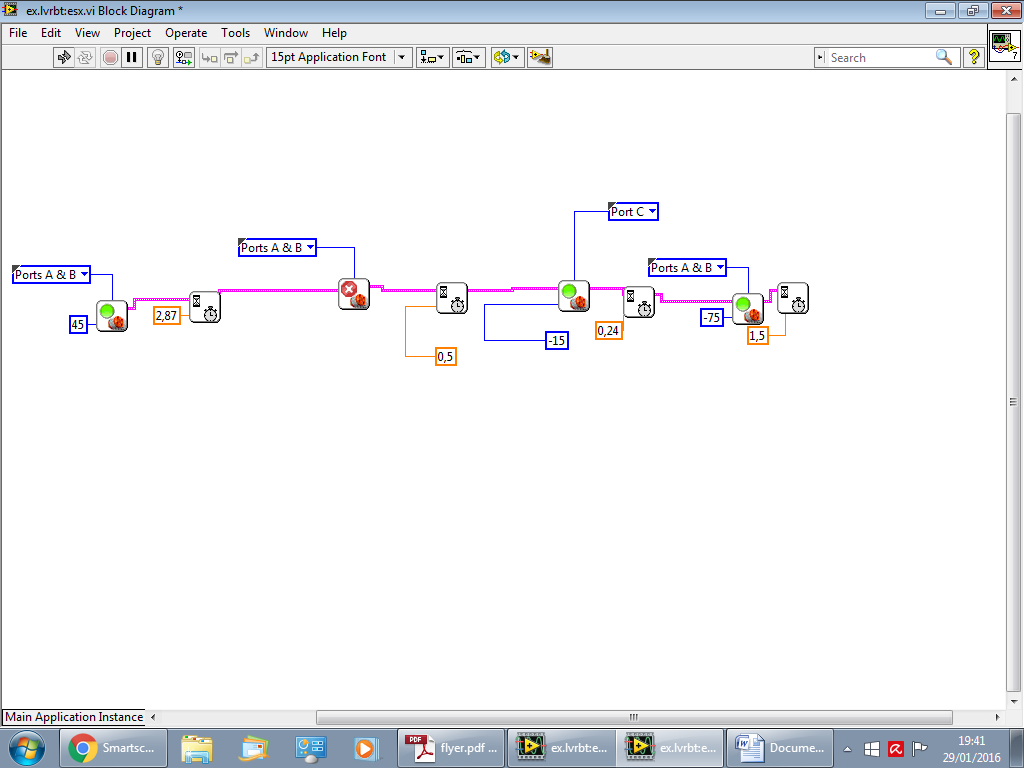 ex.lvrbt:esx.vi Block Diagram *
File Edit View Project Operate Tools Window Help
15pt Application Font
Search
?
7
Port C
Ports A & B
Ports A & B
Ports A & B
45
2,87
0,5
-15
0,24
-75
1,5
Main Application Instance
Smartsc...
PDF
flyer.pdf ...
ex.lvrbt:e...
ex.lvrbt:e...
Docume...
19:41
29/01/2016